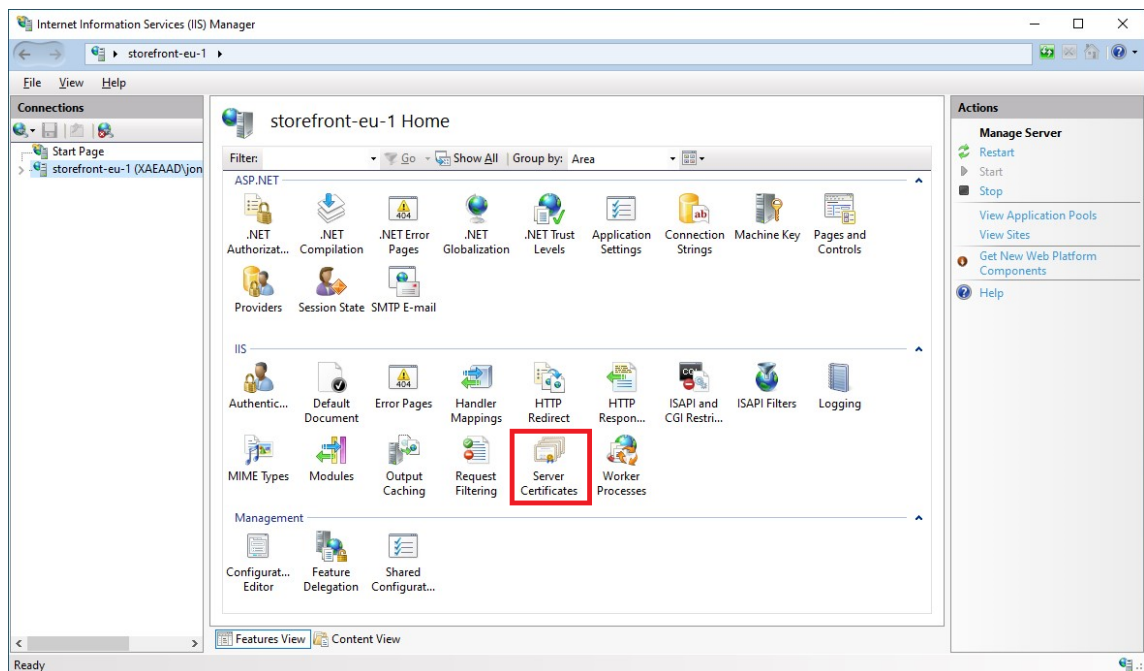 Internet Information Services (IIS) Manager
storefront-eu-1
File View Help
Connections
Start Page
storefront-eu-1 (XAEAAD\jon
storefront-eu-1 Home
Filter: Go Show All Group by: Area
ASP.NET
.NET Authorizat...
.NET Compilation
.NET Error Pages
.NET Globalization
.NET Trust Levels
Application Settings
Connection Strings
Machine Key
Pages and Controls
Providers
Session State
SMTP E-mail
IIS
Authentic...
Default Document
Error Pages
Handler Mappings
HTTP Redirect
HTTP Respon...
ISAPI and CGI Restri...
ISAPI Filters
Logging
MIME Types
Modules
Output Caching
Request Filtering
Server Certificates
Worker Processes
Management
Configurat... Editor
Feature Delegation
Shared Configurat...
Features View
Content View
Actions
Manage Server
Restart
Start
Stop
View Application Pools
View Sites
Get New Web Platform
Components
Help
Ready